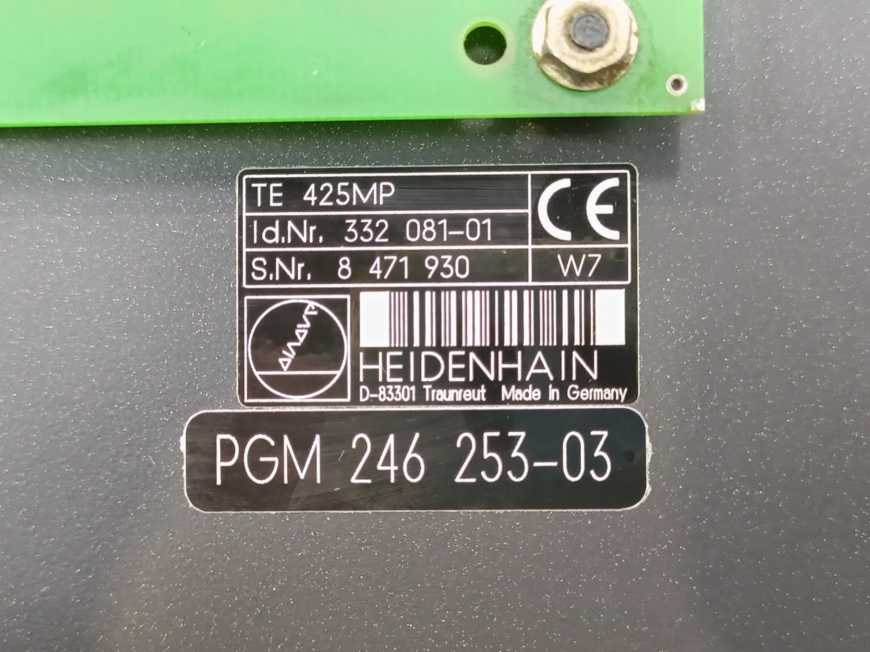 TE 425MP
Id.Nr. 332 081-01
S.Nr. 8 471 930
CE
W7
HEIDENHAIN
D-83301 Traunreut Made in Germany
PGM 246 253-03